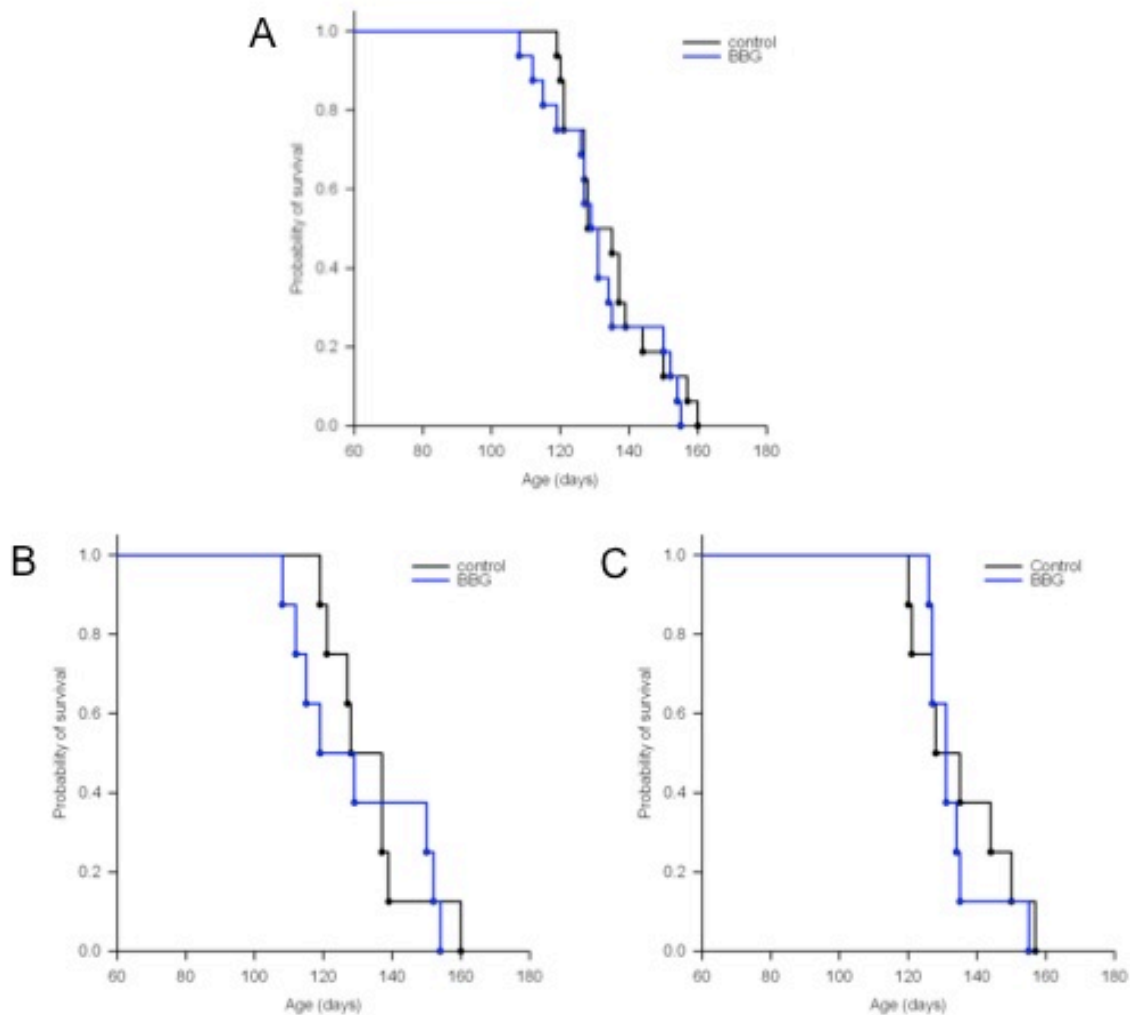 A
control
BBG
1.0
0.8
0.6
0.4
0.2
0.0
Probability of survival
60 80 100 120 140 160 180
Age (days)
B
control
BBG
1.0
0.8
0.6
0.4
0.2
0.0
Probability of survival
60 80 100 120 140 160 180
Age (days)
C
Control
BBG
1.0
0.8
0.6
0.4
0.2
0.0
Probability of survival
60 80 100 120 140 160 180
Age (days)